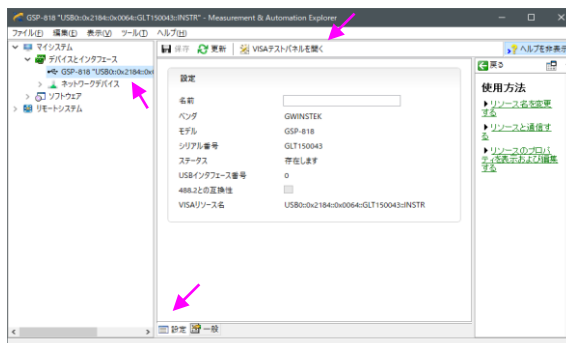 GSP-818 "USB0::0x2184::0x0064::GLT150043::INSTR" - Measurement & Automation Explorer
ファイル(F) 編集(E) 表示(V) ツール(T) ヘルプ(H)
マイシステム
デバイスとインタフェース
GSP-818 "USB0::0x2184::0x0
ネットワークデバイス
ソフトウェア
リモートシステム
保存 更新 VISAテストパネルを開く
ヘルプを非表示
設定
名前
ベンダ GWINSTEK
モデル GSP-818
シリアル番号 GLT150043
ステータス 存在します
USBインタフェース番号 0
488.2との互換性
VISAリソース名 USB0::0x2184::0x0064::GLT150043::INSTR
設定 一般
戻る
使用方法
リソース名を変更
する
リソースと通信す
る
リソースのプロパ
ティを表示および編集
する